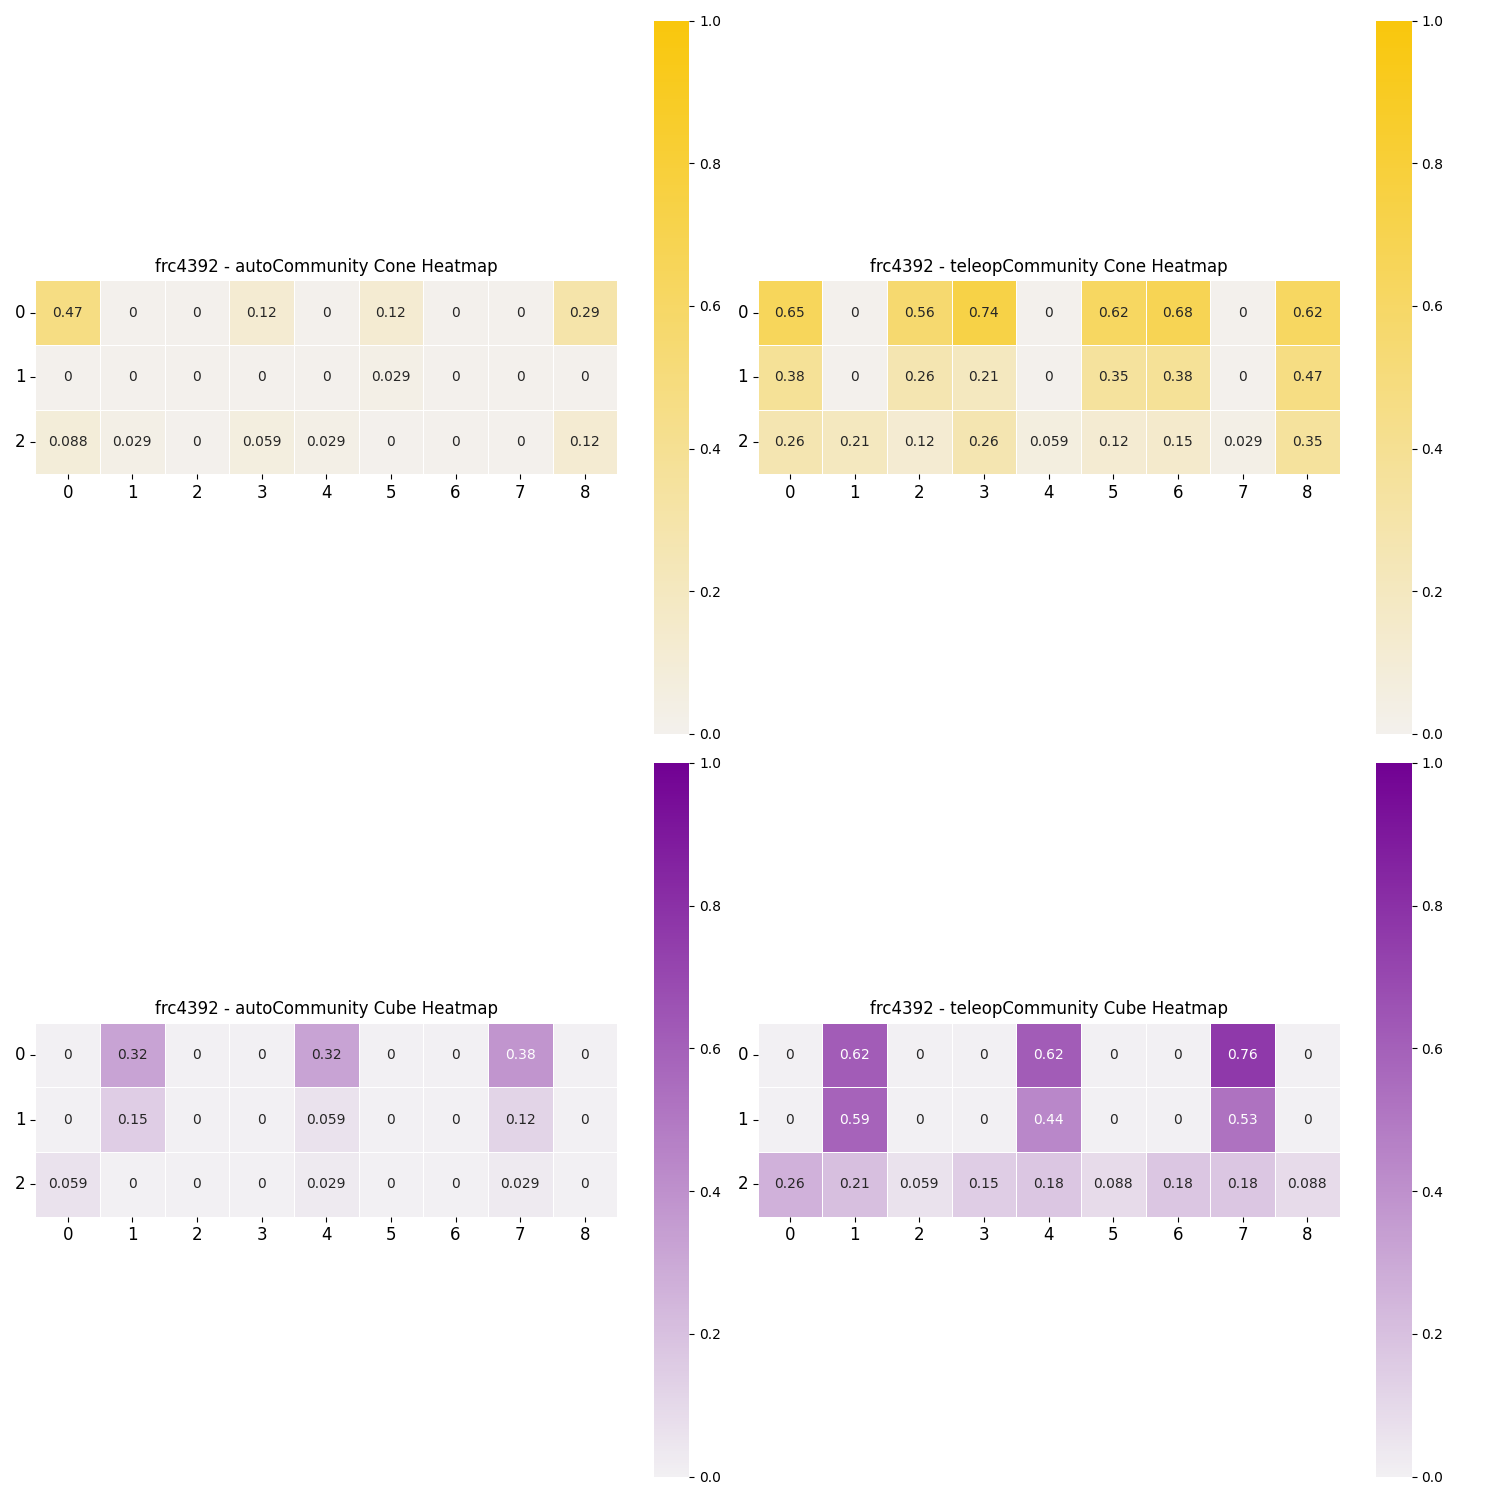 frc4392 - autoCommunity Cone Heatmap
0 0.47 0 0 0.12 0 0.12 0 0 0.29
1 0 0 0 0 0 0.029 0 0 0
2 0.088 0.029 0 0.059 0.029 0 0 0 0.12
0 1 2 3 4 5 6 7 8
1.0
0.8
0.6
0.4
0.2
0.0
frc4392 - teleopCommunity Cone Heatmap
0 0.65 0 0.56 0.74 0 0.62 0.68 0 0.62
1 0.38 0 0.26 0.21 0 0.35 0.38 0 0.47
2 0.26 0.21 0.12 0.26 0.059 0.12 0.15 0.029 0.35
0 1 2 3 4 5 6 7 8
1.0
0.8
0.6
0.4
0.2
0.0
frc4392 - autoCommunity Cube Heatmap
0 0 0.32 0 0 0.32 0 0 0.38 0
1 0 0.15 0 0 0.059 0 0 0.12 0
2 0.059 0 0 0 0.029 0 0 0.029 0
0 1 2 3 4 5 6 7 8
1.0
0.8
0.6
0.4
0.2
0.0
frc4392 - teleopCommunity Cube Heatmap
0 0 0.62 0 0 0.62 0 0 0.76 0
1 0 0.59 0 0 0.44 0 0 0.53 0
2 0.26 0.21 0.059 0.15 0.18 0.088 0.18 0.18 0.088
0 1 2 3 4 5 6 7 8
1.0
0.8
0.6
0.4
0.2
0.0